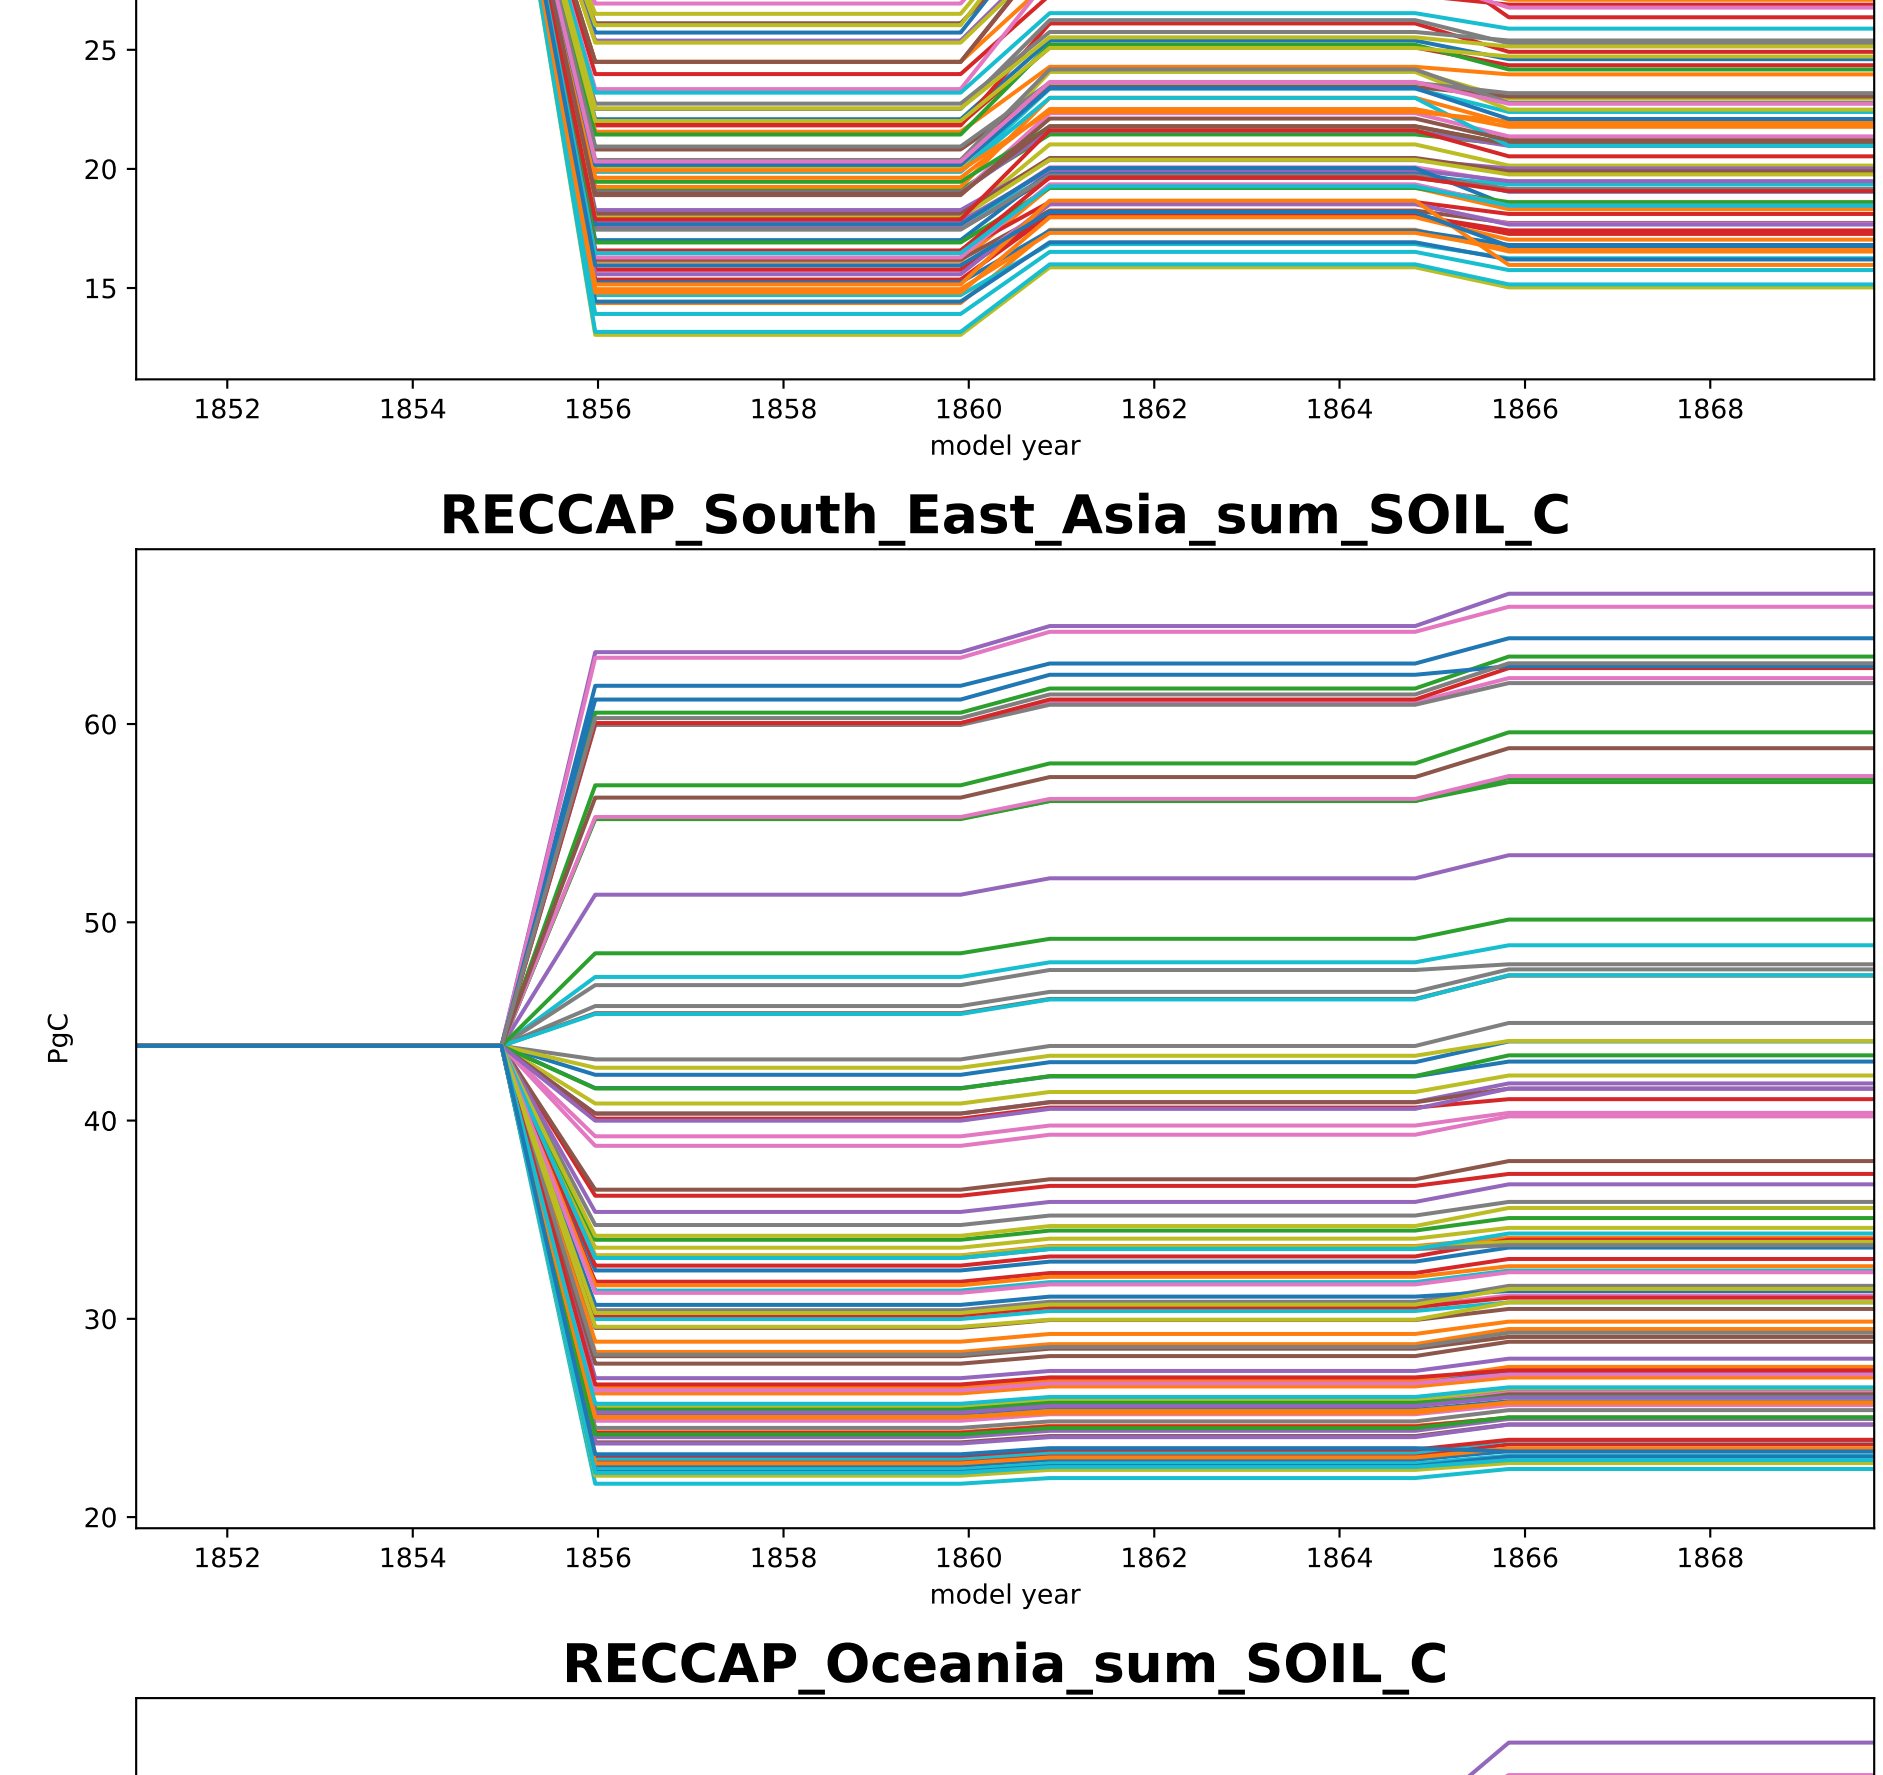 25
20
15
1852 1854 1856 1858 1860 1862 1864 1866 1868
model year
RECCAP_South_East_Asia_sum_SOIL_C
60
50
PgC
40
30
20
1852 1854 1856 1858 1860 1862 1864 1866 1868
model year
RECCAP_Oceania_sum_SOIL_C